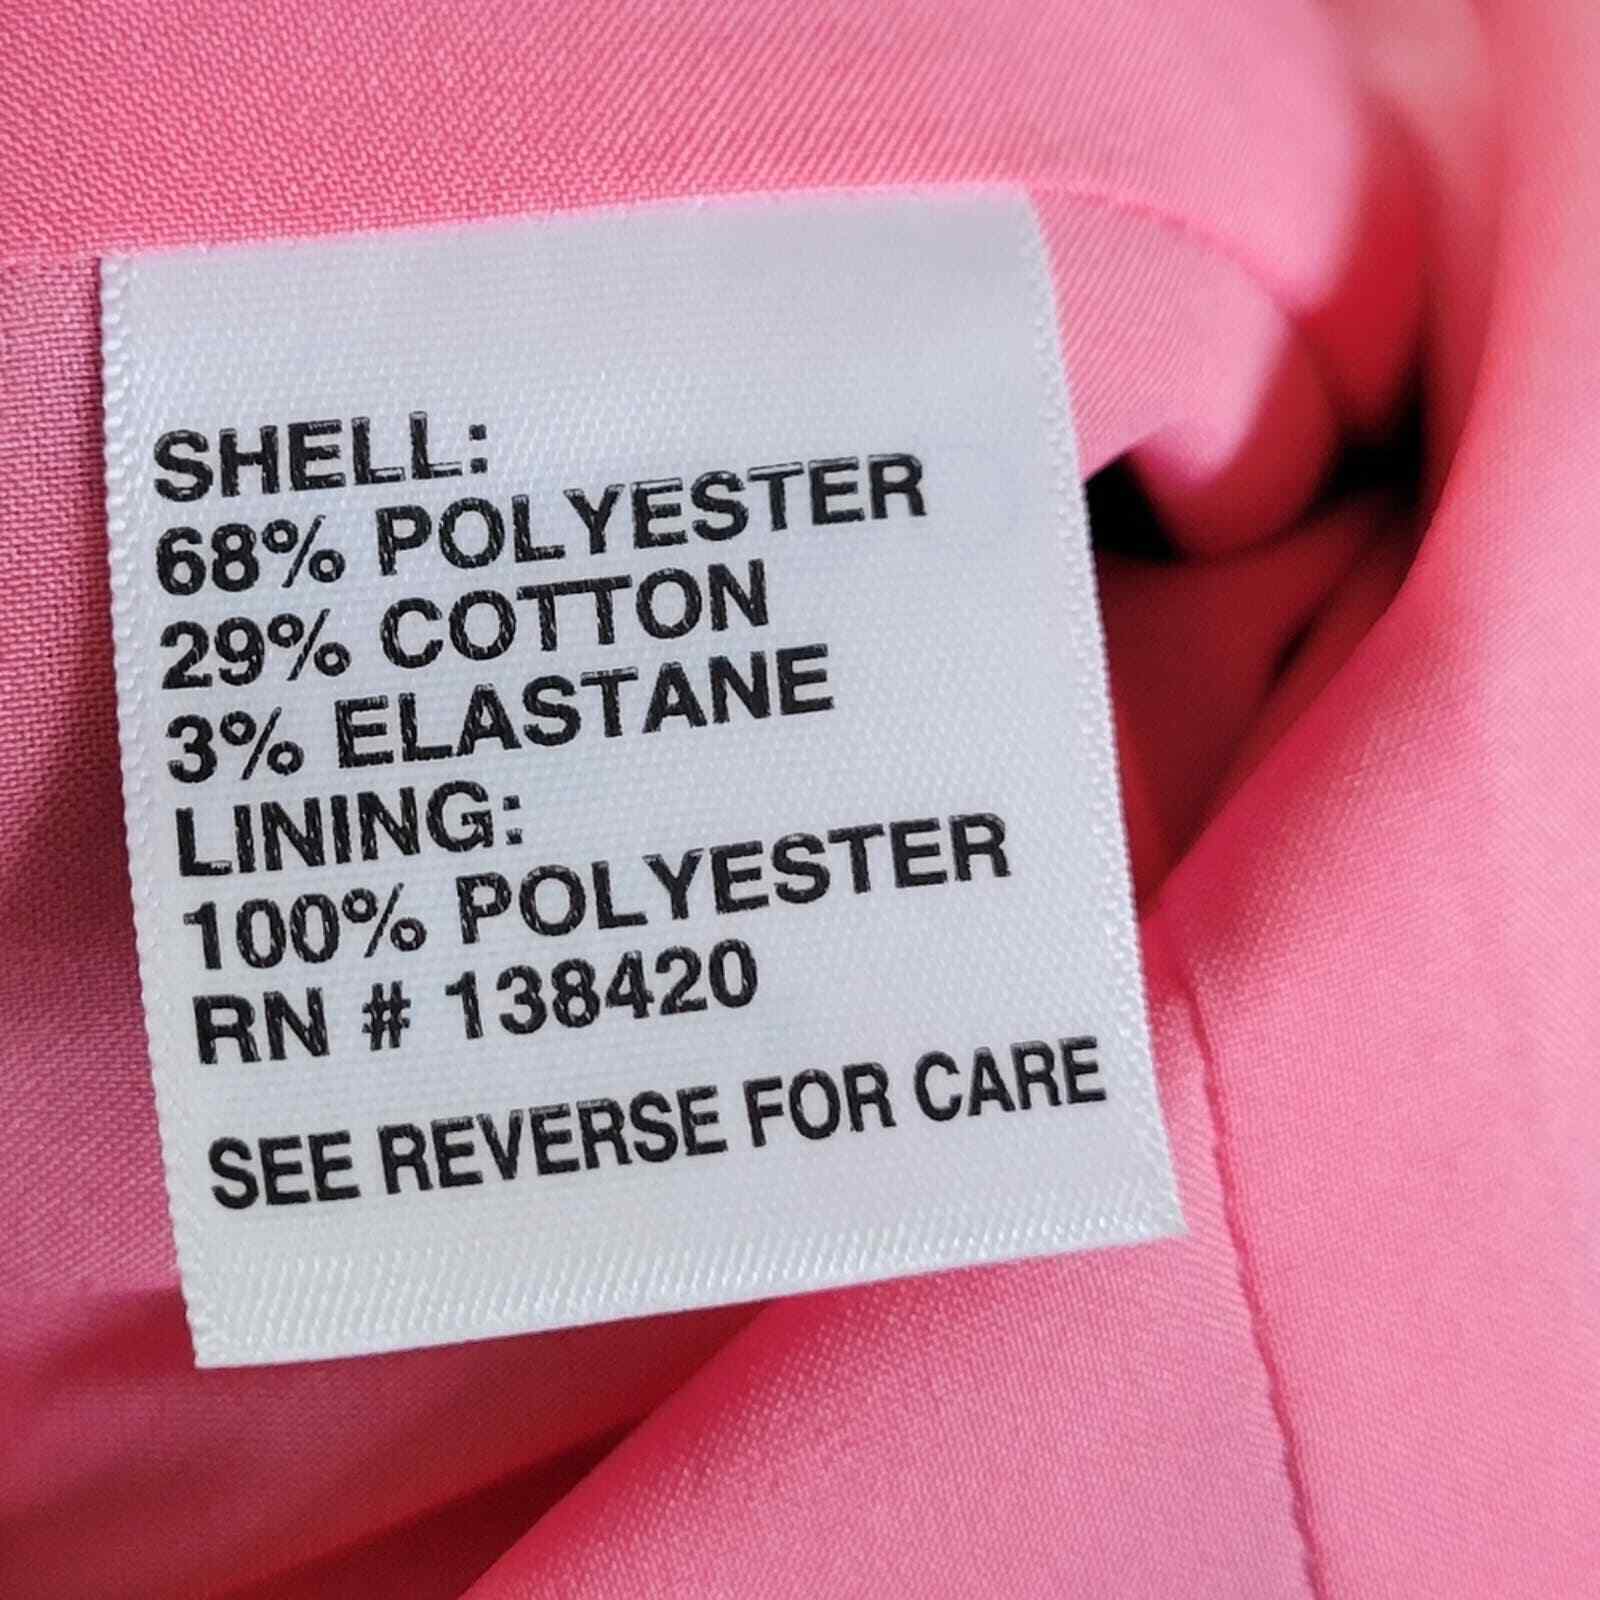 SHELL:
68% POLYESTER
29% COTTON
3% ELASTANE
LINING:
100% POLYESTER
RN # 138420
SEE REVERSE FOR CARE